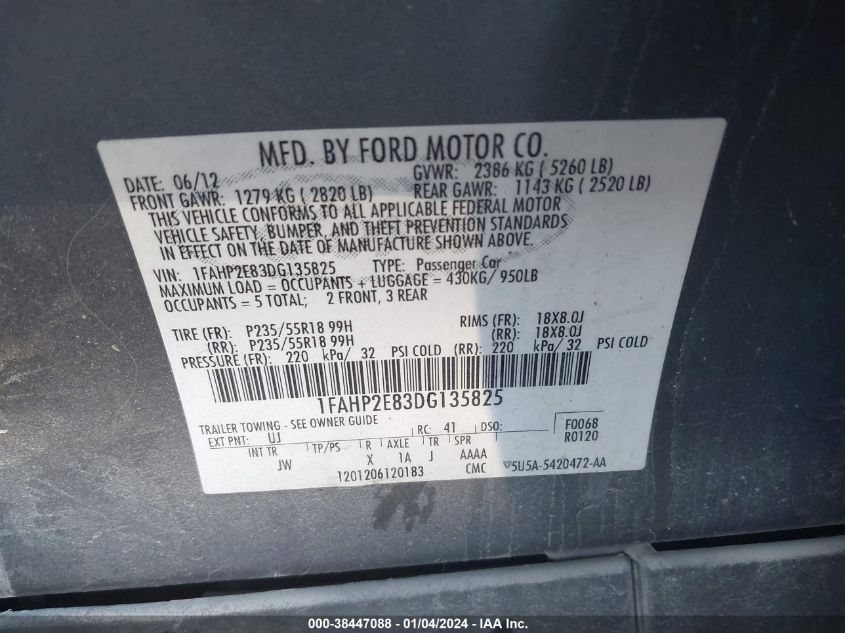 MFD. BY FORD MOTOR CO.
DATE: 06/12 GVWR: 2386 KG ( 5260 LB)
FRONT GAWR: 1279 KG ( 2820 LB) REAR GAWR: 1143 KG ( 2520 LB)
THIS VEHICLE CONFORMS TO ALL APPLICABLE FEDERAL MOTOR
VEHICLE SAFETY, BUMPER, AND THEFT PREVENTION STANDARDS
IN EFFECT ON THE DATE OF MANUFACTURE SHOWN ABOVE.
VIN: 1FAHP2E83DG135825 TYPE: Passenger Car
MAXIMUM LOAD = OCCUPANTS + LUGGAGE = 430KG/ 950LB
OCCUPANTS = 5 TOTAL; 2 FRONT, 3 REAR
TIRE (FR): P235/55R18 99H RIMS (FR): 18X8.0J
(RR): P235/55R18 99H (RR): 18X8.0J
PRESSURE (FR): 220 kPa/ 32 PSI COLD (RR): 220 kPa/ 32 PSI COLD
1FAHP2E83DG135825
TRAILER TOWING - SEE OWNER GUIDE
EXT PNT: UJ RC: 41 DSO: F0068
R0120
INT TR TP/PS R AXLE TR SPR
JW X 1A J AAAA
1201206120183 CMC ▽5U5A-5420472-AA
000-38447088 - 01/04/2024 - IAAI.COM